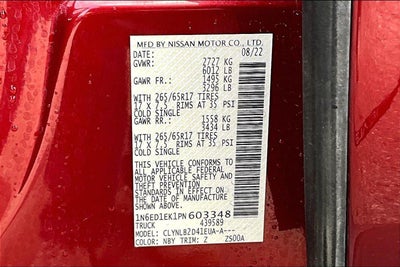 MFD BY NISSAN MOTOR CO., LTD.
08/22
GVWR: 2727 KG
6012 LB
GAWR FR: 1495 KG
3296 LB
WITH 265/65R17 TIRES
17 X 7.5 RIMS AT 35 PSI
COLD SINGLE
GAWR RR: 1558 KG
3434 LB
WITH 265/65R17 TIRES
17 X 7.5 RIMS AT 35 PSI
COLD SINGLE
THIS VEHICLE CONFORMS TO
ALL APPLICABLE FEDERAL
MOTOR VEHICLE SAFETY
AND THEFT PREVENTION
STANDARDS IN EFFECT ON
THE DATE OF MANUFACTURE
SHOWN ABOVE.
1N6ED1EK1PN603348
TRUCK 439589
MODEL: CLYNLBZD41EUA-A---
COLOR: NBY TRIM: Z Z500A